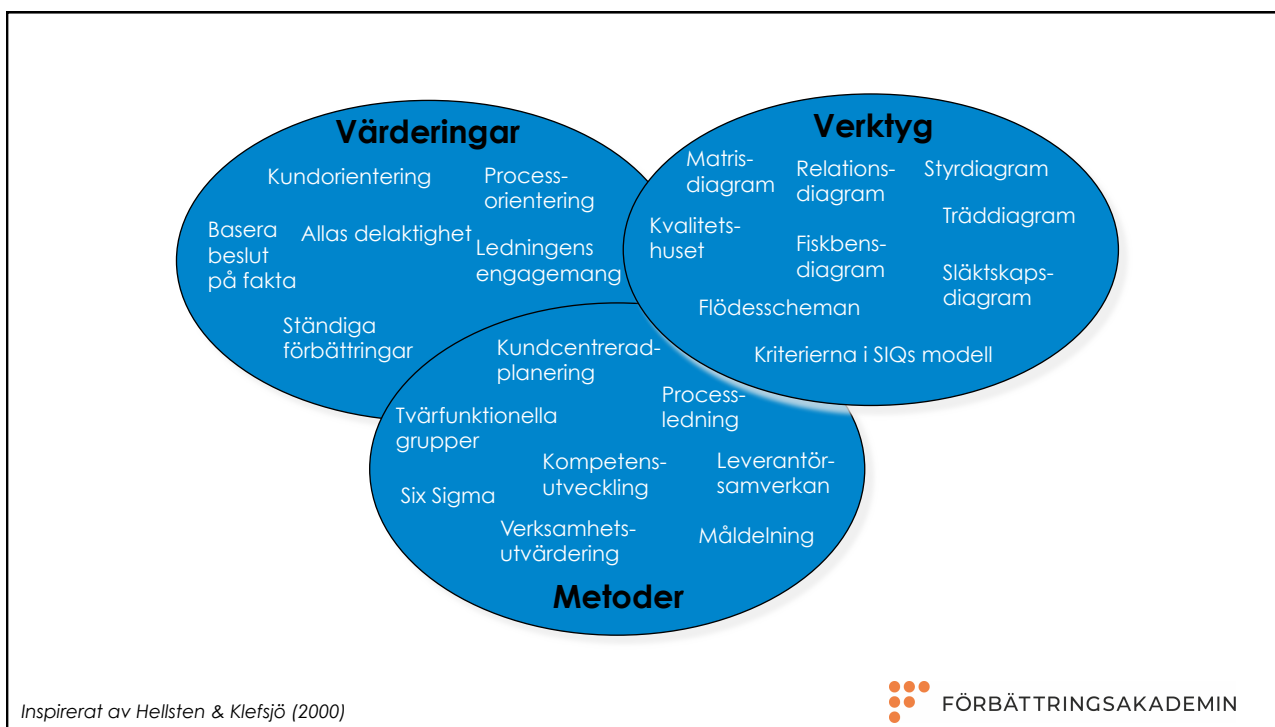 Värderingar
Kundorientering
Process-
orientering
Basera
beslut
på fakta
Allas delaktighet
Ledningens
engagemang
Ständiga
förbättringar
Verktyg
Matris-
diagram
Relations-
diagram
Styrdiagram
Träddiagram
Kvalitets-
huset
Fiskbens-
diagram
Släktskaps-
diagram
Flödesscheman
Kriterierna i SIQs modell
Kundcentrerad-
planering
Process-
ledning
Tvärfunktionella
grupper
Kompetens-
utveckling
Leverantör-
samverkan
Six Sigma
Verksamhets-
utvärdering
Måldelning
Metoder
Inspirerat av Hellsten & Klefsjö (2000)
FÖRBÄTTRINGSAKADEMIN